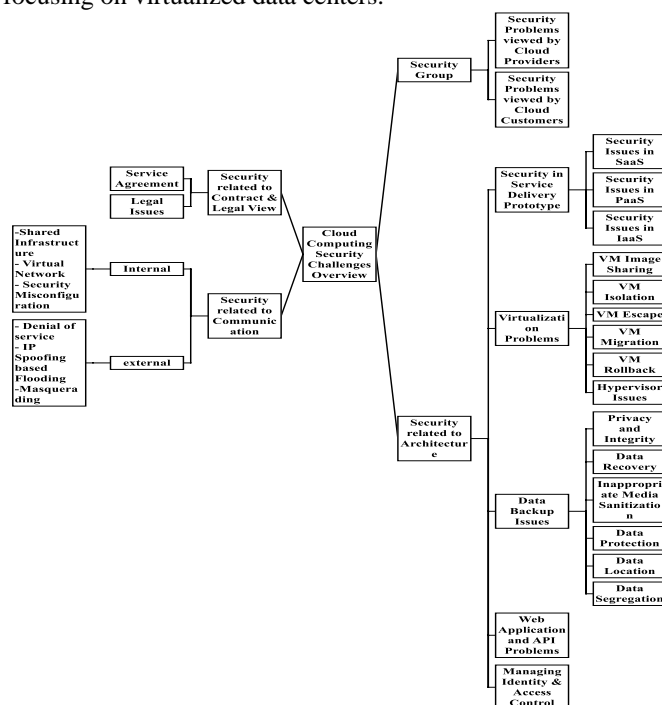 focusing on virtualized data centers.
Security
Problems
viewed by
Cloud
Providers
Security
Group
Security
Problems
viewed by
Cloud
Customers
Service
Agreement
Legal
Issues
Security
related to
Contract &
Legal View
Cloud
Computing
Security
Challenges
Overview
-Shared
Infrastruct
ure
- Virtual
Network
- Security
Misconfigu
ration
Internal
Security
related to
Communic
ation
- Denial of
service
- IP
Spoofing
based
Flooding
-Masquera
ding
external
Security
related to
Architectur
e
Security in
Service
Delivery
Prototype
Security
Issues in
SaaS
Security
Issues in
PaaS
Security
Issues in
IaaS
Virtualizati
on
Problems
VM Image
Sharing
VM
Isolation
VM Escape
VM
Migration
VM
Rollback
Hypervisor
Issues
Data
Backup
Issues
Privacy
and
Integrity
Data
Recovery
Inappropri
ate Media
Sanitizatio
n
Data
Protection
Data
Location
Data
Segregation
Web
Application
and API
Problems
Managing
Identity &
Access
Control